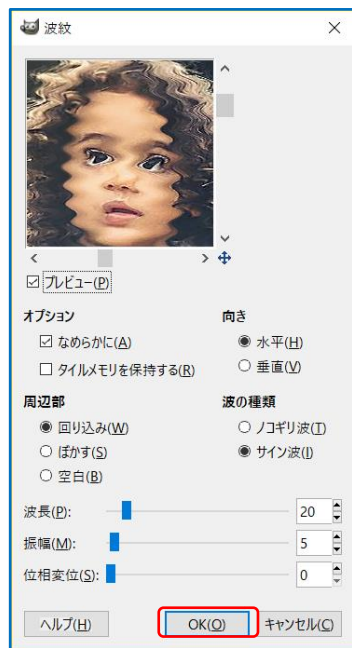 波紋
プレビュー(P)
オプション
なめらかに(A)
タイルメモリを保持する(R)
向き
水平(H)
垂直(V)
周辺部
回り込み(W)
ぼかす(S)
空白(B)
波の種類
ノコギリ波(T)
サイン波(I)
波長(P): 20
振幅(M): 5
位相変位(S): 0
ヘルプ(H) OK(O) キャンセル(C)